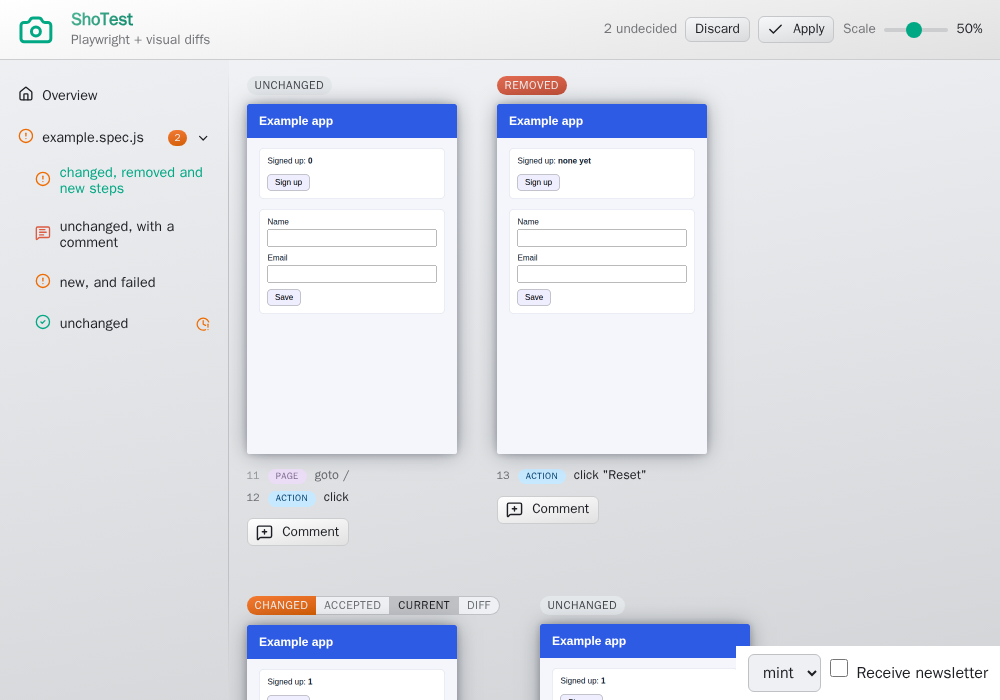 ShoTest
Playwright + visual diffs
2 undecided
Discard
Apply
Scale
50%
Overview
example.spec.js
2
changed, removed and
new steps
unchanged, with a
comment
new, and failed
unchanged
UNCHANGED
Example app
Signed up: 0
Sign up
Name
Email
Save
11 PAGE goto /
12 ACTION click
Comment
REMOVED
Example app
Signed up: none yet
Sign up
Name
Email
Save
13 ACTION click "Reset"
Comment
CHANGED ACCEPTED CURRENT DIFF
Example app
Signed up: 1
UNCHANGED
Example app
Signed up: 1
mint
Receive newsletter